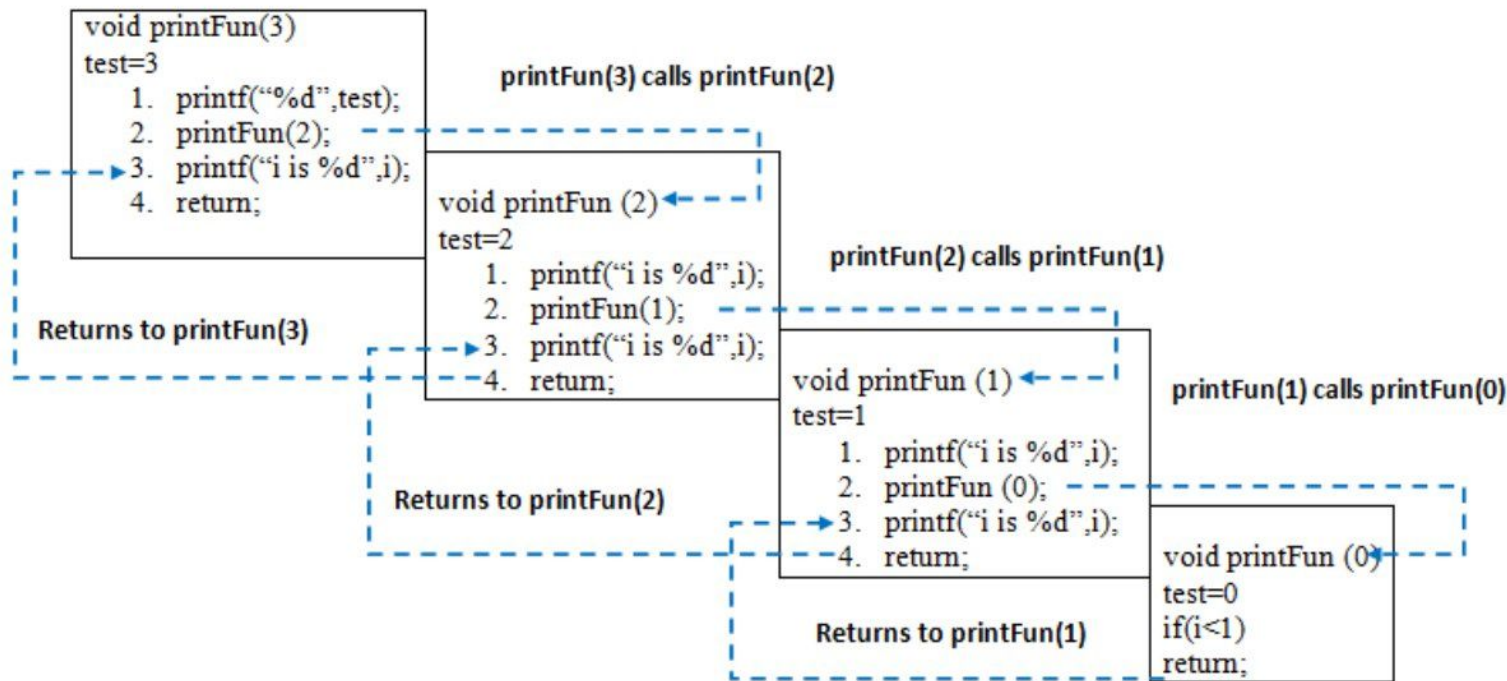 void printFun(3)
test=3
1. printf(“%d”,test);
2. printFun(2);
3. printf(“i is %d”,i);
4. return;
printFun(3) calls printFun(2)
void printFun (2)
test=2
1. printf(“i is %d”,i);
2. printFun(1);
3. printf(“i is %d”,i);
4. return;
Returns to printFun(3)
printFun(2) calls printFun(1)
void printFun (1)
test=1
1. printf(“i is %d”,i);
2. printFun (0);
3. printf(“i is %d”,i);
4. return;
Returns to printFun(2)
printFun(1) calls printFun(0)
void printFun (0)
test=0
if(i<1)
return;
Returns to printFun(1)